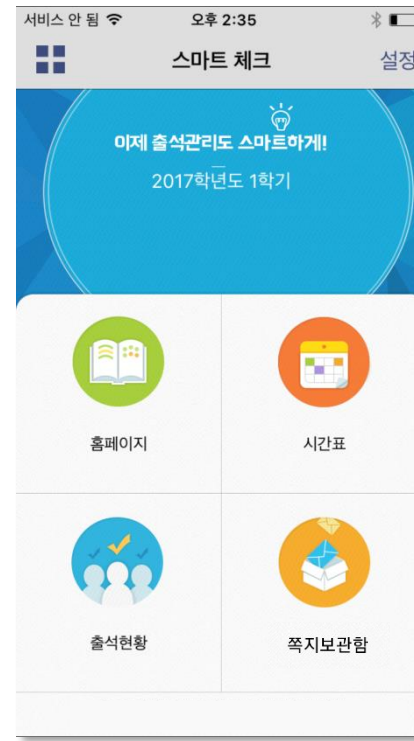 서비스 안 됨 오후 2:35
스마트 체크 설정
이제 출석관리도 스마트하게!
2017학년도 1학기
홈페이지 시간표
출석현황 쪽지보관함